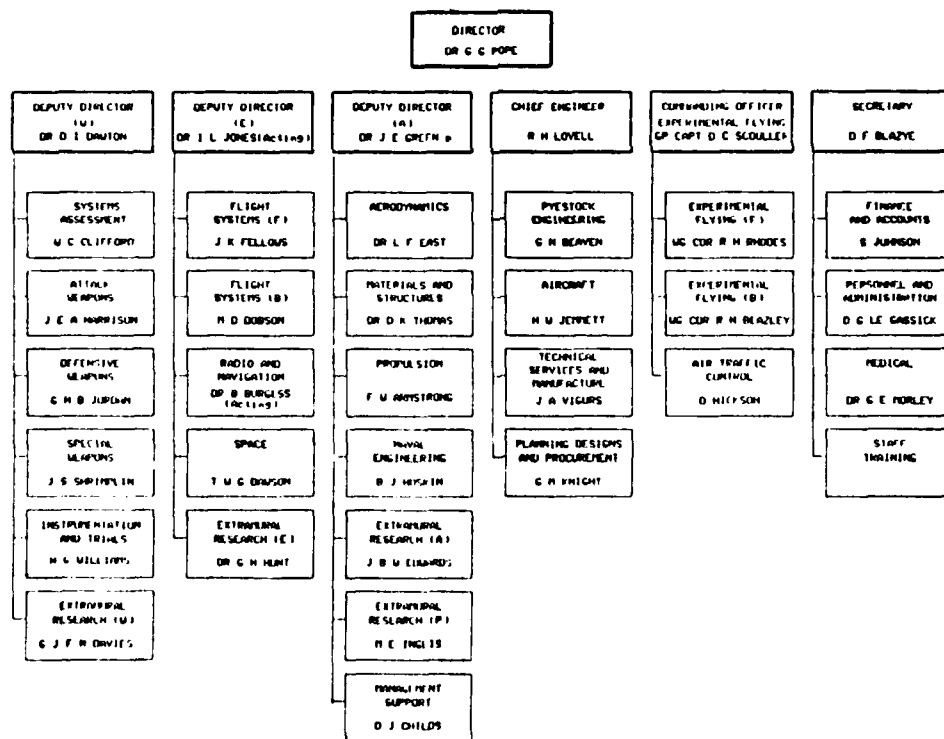 DIRECTOR
DR G G POPE
DEPUTY DIRECTOR
(W)
DR D I DAWTON
SYSTEMS
ASSESSMENT
W C CLIFFORD
ATTACK
WEAPONS
J E A HARRISON
DEFENSIVE
WEAPONS
G M B JORDAN
SPECIAL
WEAPONS
J S SHRIMPLIN
INSTRUMENTATION
AND TRIALS
H G WILLIAMS
EXTRAMURAL
RESEARCH (W)
G J F R DAVIES
DEPUTY DIRECTOR
(E)
DR I L JONES(Acting)
FLIGHT
SYSTEMS (F)
J K FELLOWS
FLIGHT
SYSTEMS (B)
M D DOBSON
RADIO AND
NAVIGATION
DR B BURGESS
(Acting)
SPACE
T W G DAWSON
EXTRAMURAL
RESEARCH (E)
DR G H HUNT
DEPUTY DIRECTOR
(A)
DR J E GREEN
AERODYNAMICS
DR L F EAST
MATERIALS AND
STRUCTURES
DR D K THOMAS
PROPULSION
F W ARMSTRONG
NAVAL
ENGINEERING
B J HUSKIN
EXTRAMURAL
RESEARCH (A)
J B W EDWARDS
EXTRAMURAL
RESEARCH (P)
M E INGLIS
MANAGMENT
SUPPORT
D J CHILDS
CHIEF ENGINEER
R H LOVELL
PYESTOCK
ENGINEERING
G N BEAVEN
AIRCRAFT
H W JEMMETT
TECHNICAL
SERVICES AND
MANUFACTURE
J A VIGURS
PLANNING DESIGNS
AND PROCUREMENT
G M KNIGHT
COMMANDING OFFICER
EXPERIMENTAL FLYING
GP CAPT D C SCOULLER
EXPERIMENTAL
FLYING (F)
WG CDR R H RHODES
EXPERIMENTAL
FLYING (B)
WG CDR R H BEAZLEY
AIR TRAFFIC
CONTROL
D HICKSON
SECRETARY
D F BLAZYE
FINANCE
AND ACCOUNTS
S JOHNSON
PERSONNEL AND
ADMINISTRATION
D G LE GASSICK
MEDICAL
DR G E MORLEY
STAFF
TRAINING